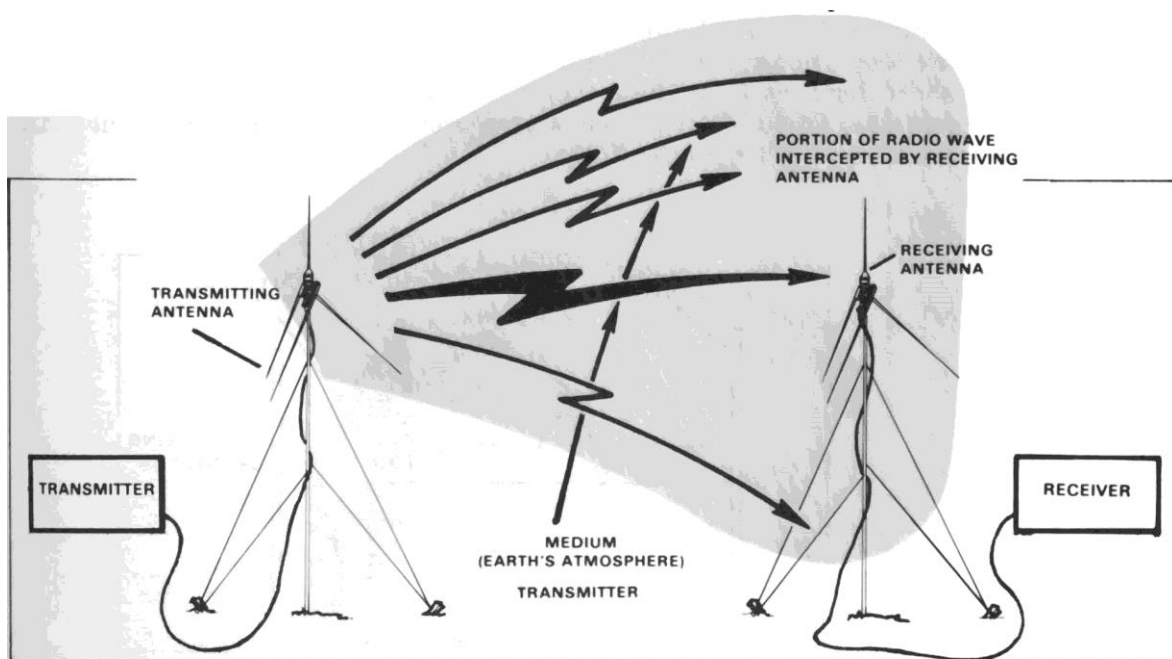 PORTION OF RADIO WAVE
INTERCEPTED BY RECEIVING
ANTENNA
RECEIVING
ANTENNA
TRANSMITTING
ANTENNA
TRANSMITTER
RECEIVER
MEDIUM
(EARTH'S ATMOSPHERE)
TRANSMITTER